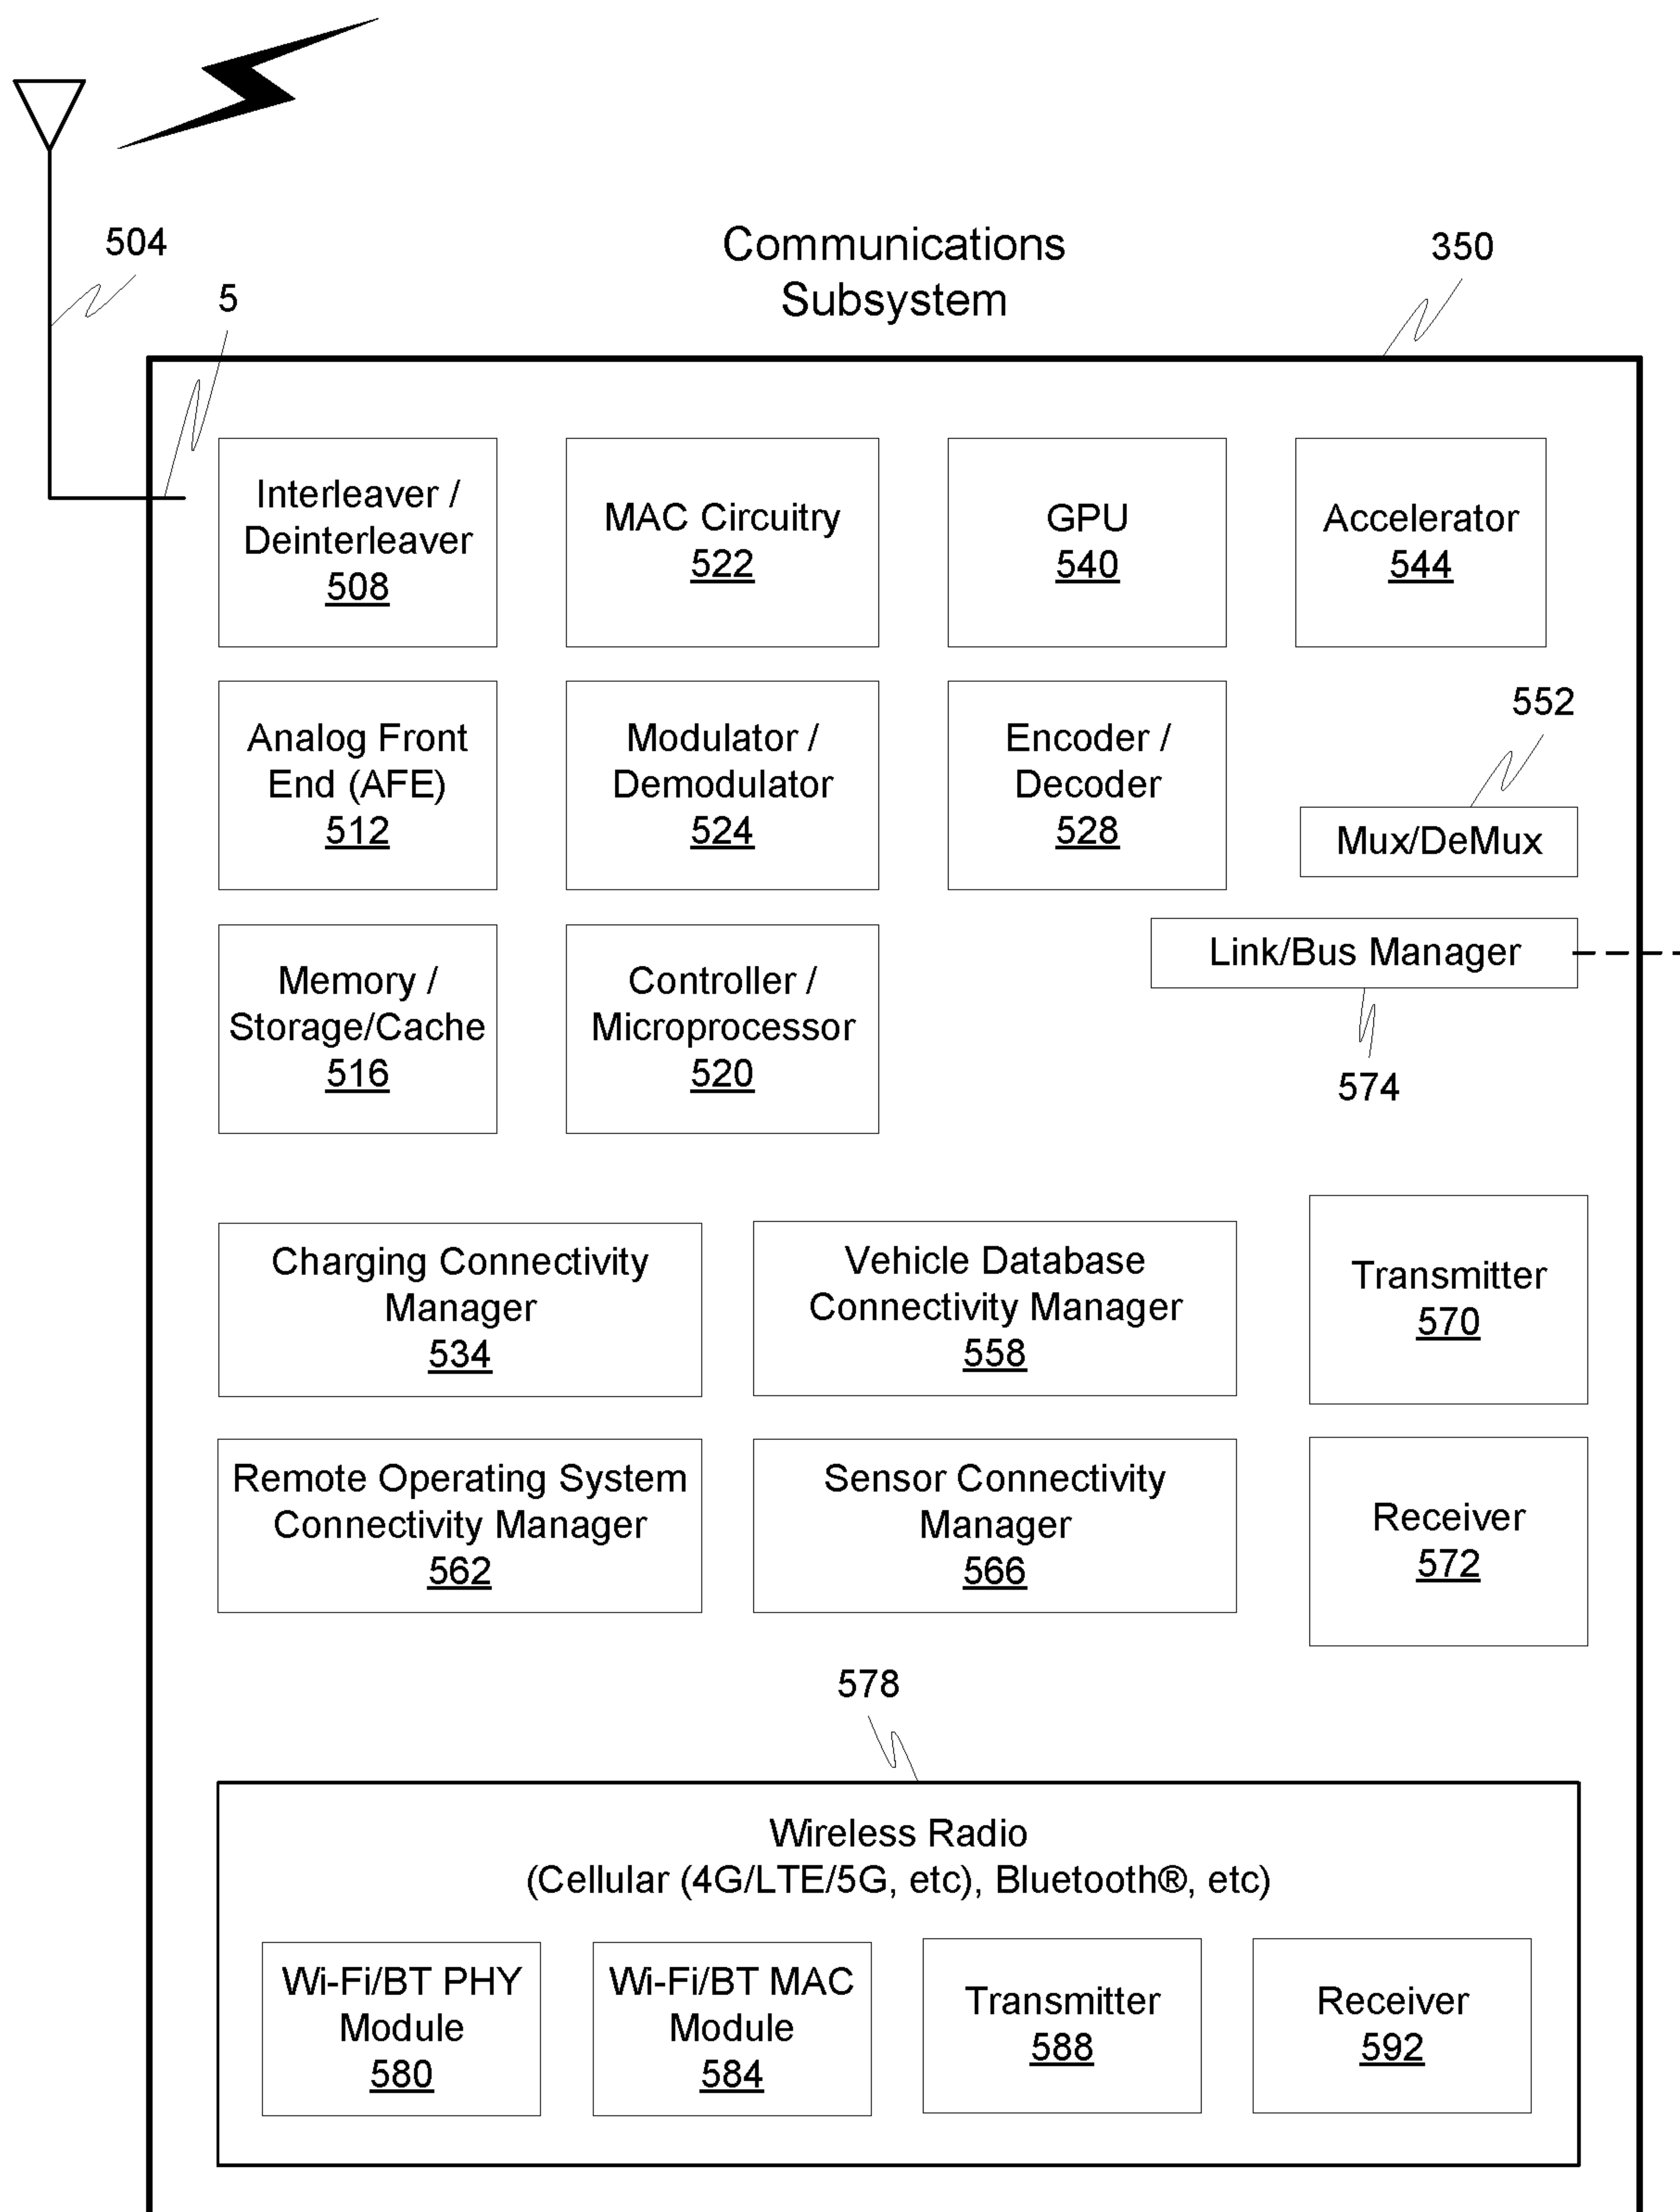 504
5
Communications
Subsystem
350
Interleaver /
Deinterleaver
508
MAC Circuitry
522
GPU
540
Accelerator
544
Analog Front
End (AFE)
512
Modulator /
Demodulator
524
Encoder /
Decoder
528
552
Mux/DeMux
Memory /
Storage/Cache
516
Controller /
Microprocessor
520
Link/Bus Manager
574
Charging Connectivity
Manager
534
Vehicle Database
Connectivity Manager
558
Transmitter
570
Remote Operating System
Connectivity Manager
562
Sensor Connectivity
Manager
566
Receiver
572
578
Wireless Radio
(Cellular (4G/LTE/5G, etc), Bluetooth®, etc)
Wi-Fi/BT PHY
Module
580
Wi-Fi/BT MAC
Module
584
Transmitter
588
Receiver
592